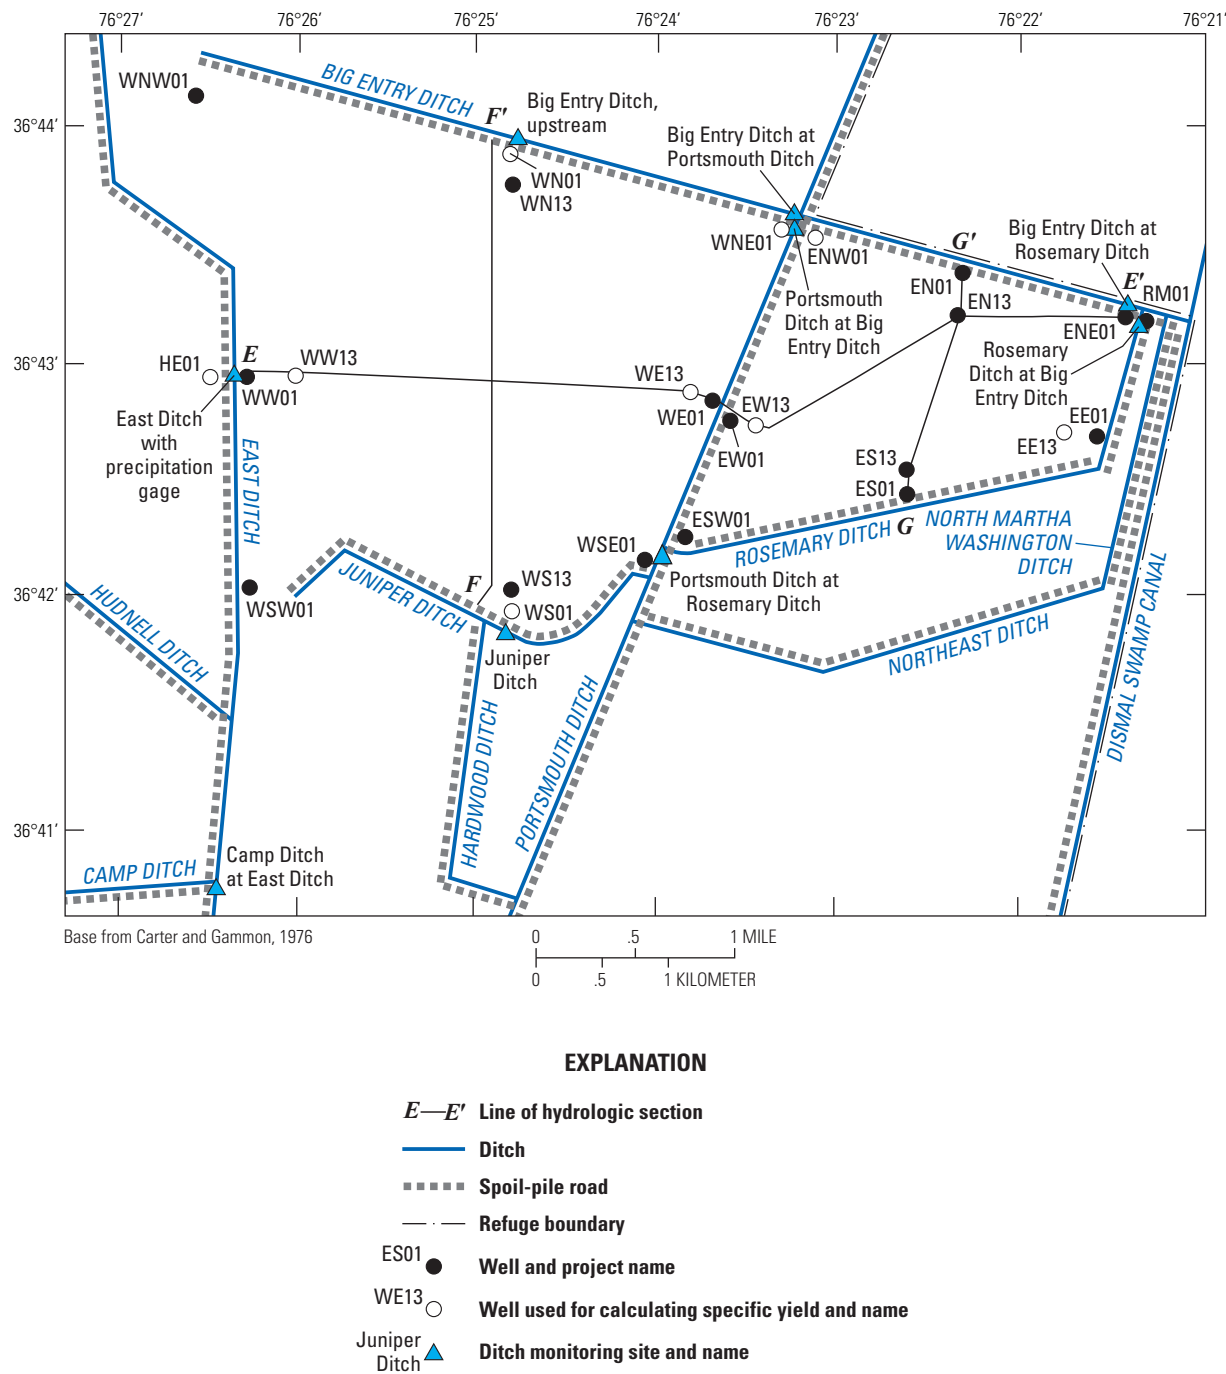 76°27′ 76°26′ 76°25′ 76°24′ 76°23′ 76°22′ 76°21′
WNW01
BIG ENTRY DITCH
F′
Big Entry Ditch,
upstream
36°44′
Big Entry Ditch at
Portsmouth Ditch
WN01
WN13
WNE01
ENW01
G′
Big Entry Ditch at
Rosemary Ditch
E′
RM01
EN01
EN13
Portsmouth
Ditch at Big
Entry Ditch
ENE01
Rosemary
Ditch at Big
Entry Ditch
36°43′
HE01
E
WW13
WW01
WE13
WE01
EW13
EW01
EE01
EE13
East Ditch
with
precipitation
gage
EAST DITCH
ES13
ES01
G
ESW01
WSE01
ROSEMARY DITCH
NORTH MARTHA
WASHINGTON
DITCH
36°42′
HUDNELL DITCH
WSW01
JUNIPER DITCH
F
WS13
WS01
Portsmouth Ditch at
Rosemary Ditch
Juniper
Ditch
NORTHEAST DITCH
DISMAL SWAMP CANAL
HARDWOOD DITCH
PORTSMOUTH DITCH
36°41′
CAMP DITCH
Camp Ditch
at East Ditch
Base from Carter and Gammon, 1976
0 .5 1 MILE
0 .5 1 KILOMETER
EXPLANATION
E—E′ Line of hydrologic section
Ditch
Spoil-pile road
Refuge boundary
ES01
Well and project name
WE13
Well used for calculating specific yield and name
Juniper
Ditch
Ditch monitoring site and name